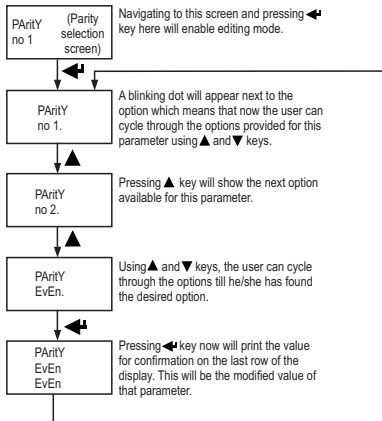 PAritY
no 1
(Parity
selection
screen)
Navigating to this screen and pressing
key here will enable editing mode.
PAritY
no 1.
A blinking dot will appear next to the
option which means that now the user can
cycle through the options provided for this
parameter using ▲ and ▼ keys.
PAritY
no 2.
Pressing ▲ key will show the next option
available for this parameter.
PAritY
EvEn.
Using ▲ and ▼ keys, the user can cycle
through the options till he/she has found
the desired option.
PAritY
EvEn
EvEn
Pressing key now will print the value
for confirmation on the last row of the
display. This will be the modified value of
that parameter.